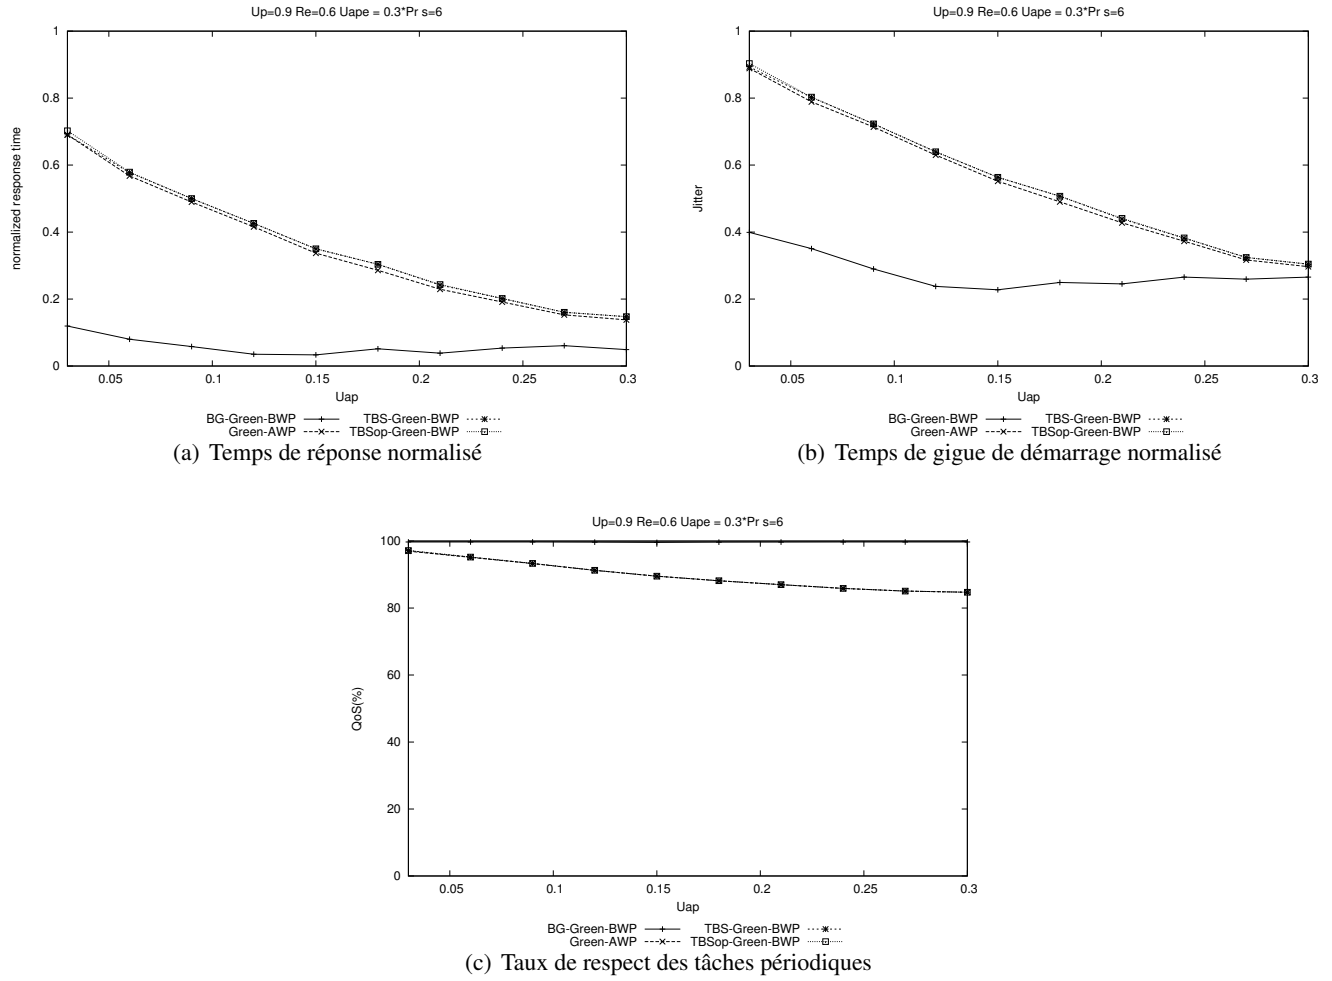 Up=0.9 Re=0.6 Uape = 0.3*Pr s=6
1
0.8
0.6
0.4
0.2
0
normalized response time
0.05 0.1 0.15 0.2 0.25 0.3
Uap
BG-Green-BWP TBS-Green-BWP
Green-AWP TBSop-Green-BWP
(a) Temps de réponse normalisé
Up=0.9 Re=0.6 Uape = 0.3*Pr s=6
1
0.8
0.6
0.4
0.2
0
Jitter
0.05 0.1 0.15 0.2 0.25 0.3
Uap
BG-Green-BWP TBS-Green-BWP
Green-AWP TBSop-Green-BWP
(b) Temps de gigue de démarrage normalisé
Up=0.9 Re=0.6 Uape = 0.3*Pr s=6
100
80
60
40
20
0
QoS(%)
0.05 0.1 0.15 0.2 0.25 0.3
Uap
BG-Green-BWP TBS-Green-BWP
Green-AWP TBSop-Green-BWP
(c) Taux de respect des tâches périodiques